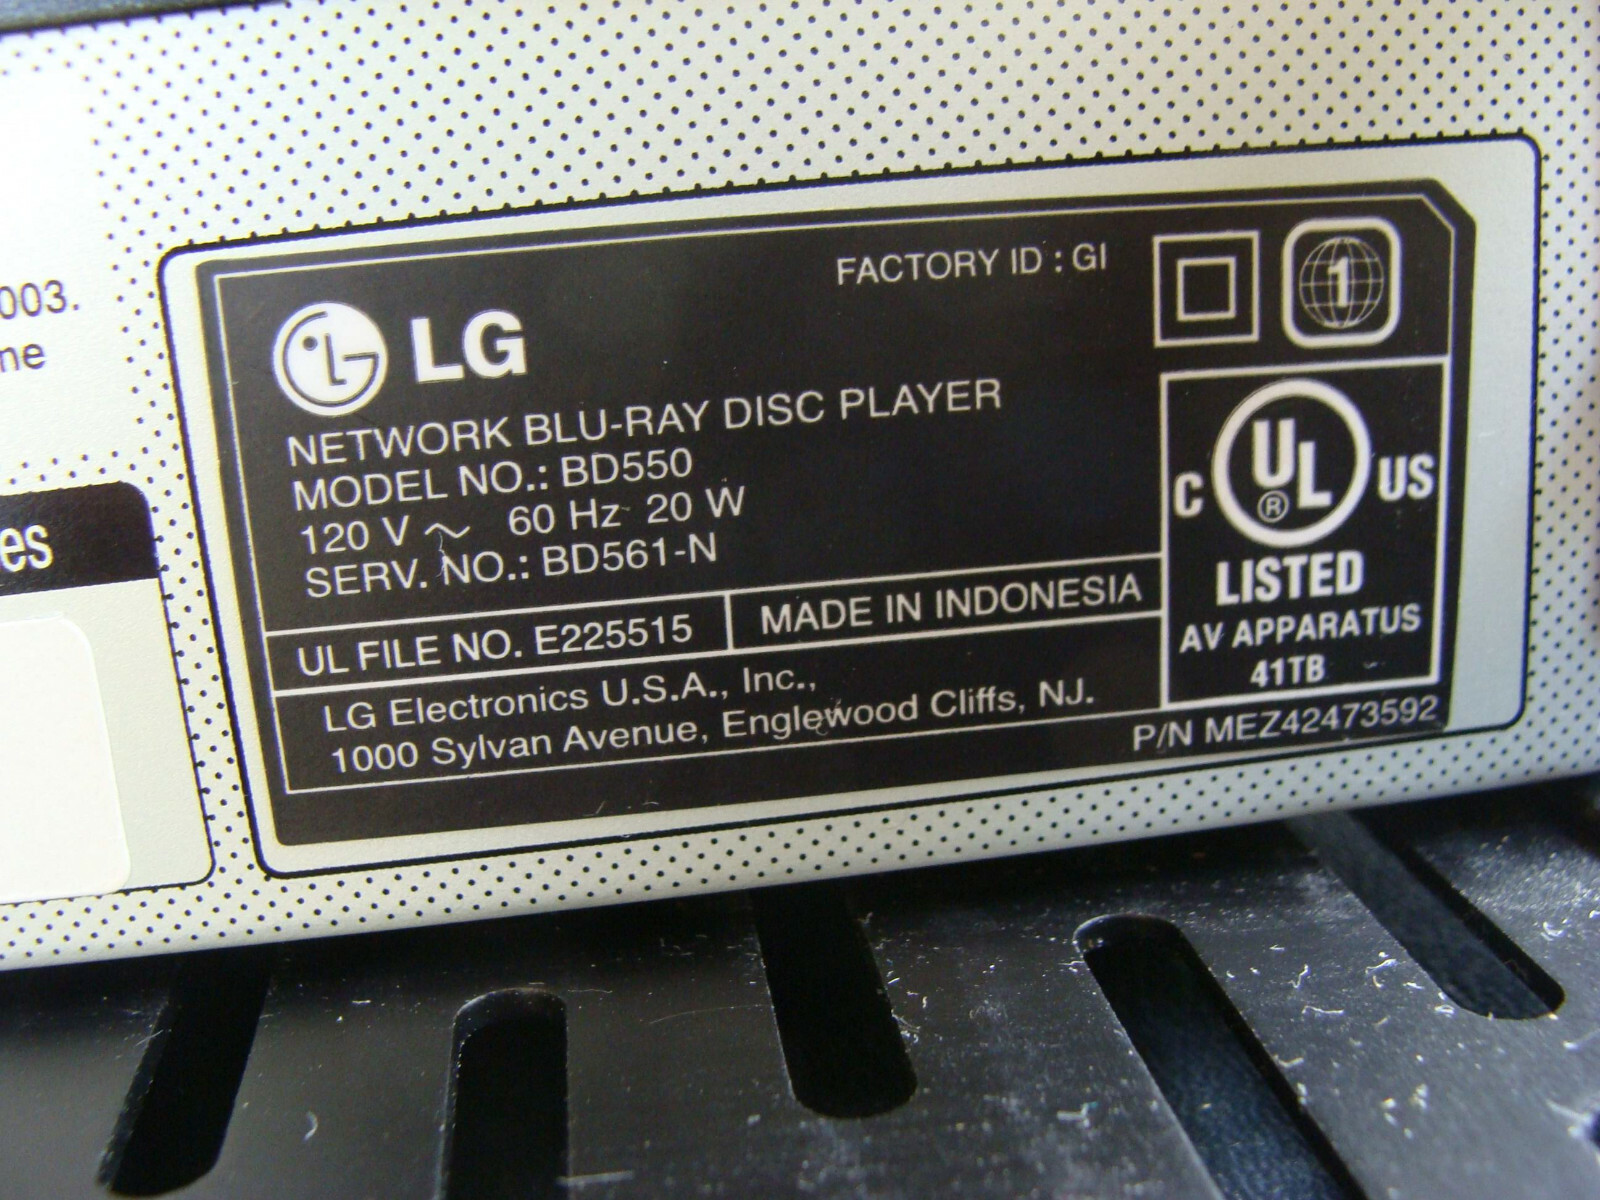 003.
ne
es
FACTORY ID : GI
1
LG
NETWORK BLU-RAY DISC PLAYER
MODEL NO.: BD550
120 V ~ 60 Hz 20 W
SERV. NO.: BD561-N
UL FILE NO. E225515
MADE IN INDONESIA
LG Electronics U.S.A., Inc.,
1000 Sylvan Avenue, Englewood Cliffs, NJ.
C UL® US
LISTED
AV APPARATUS
41TB
P/N MEZ42473592